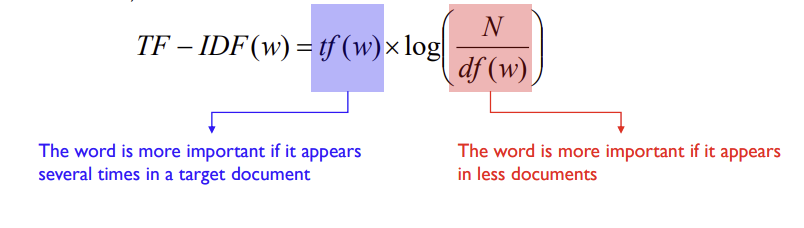 TF – IDF(w) = tf(w) × log(N / df(w))
The word is more important if it appears
several times in a target document
The word is more important if it appears
in less documents